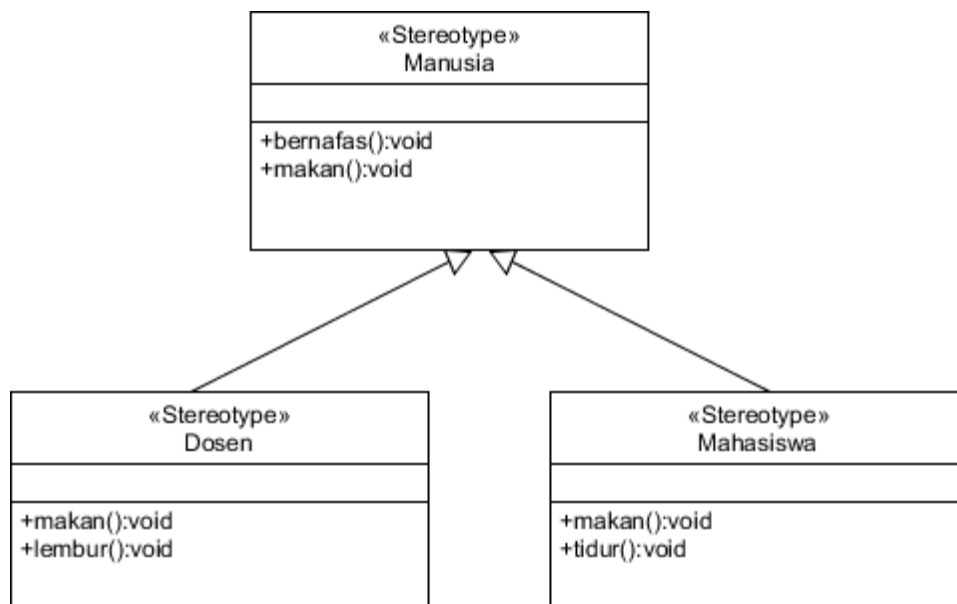 «Stereotype»
Manusia
+bernafas():void
+makan():void
«Stereotype»
Dosen
+makan():void
+lembur():void
«Stereotype»
Mahasiswa
+makan():void
+tidur():void